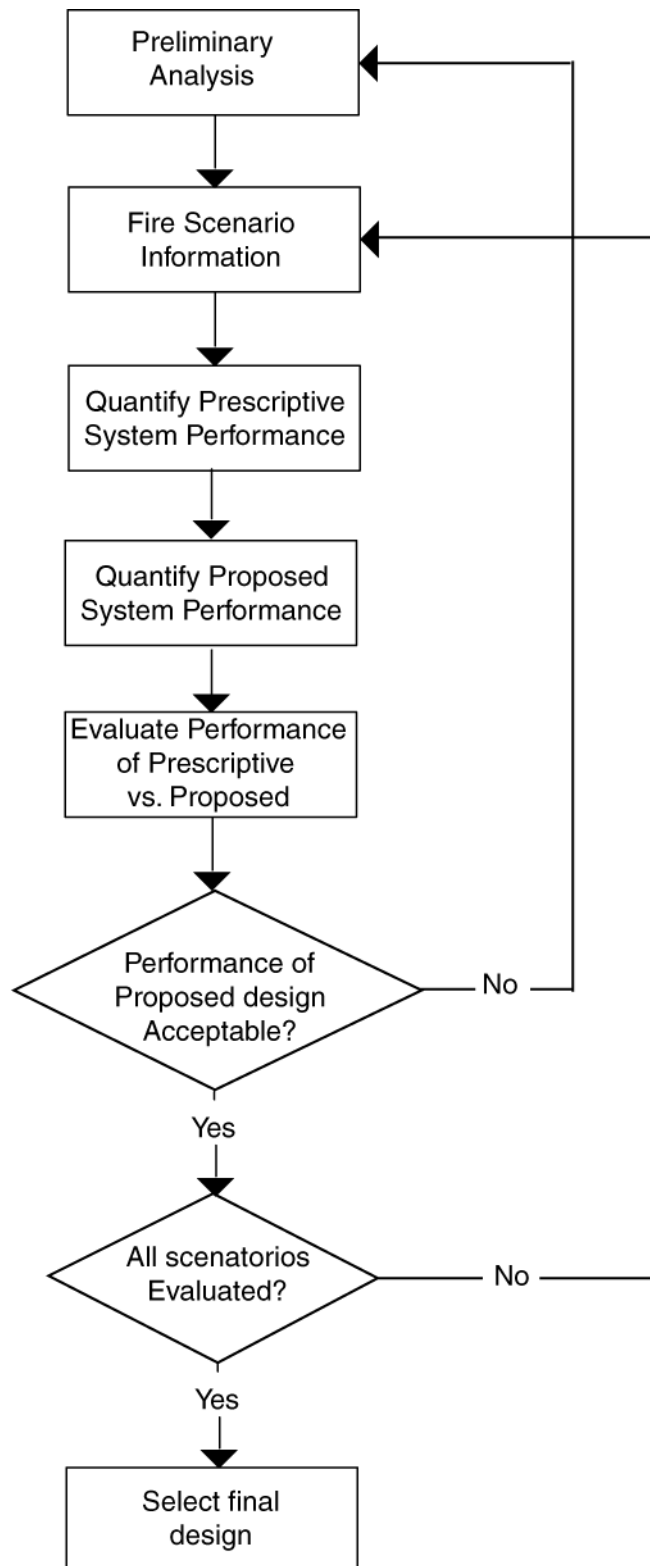 Preliminary
Analysis
Fire Scenario
Information
Quantify Prescriptive
System Performance
Quantify Proposed
System Performance
Evaluate Performance
of Prescriptive
vs. Proposed
Performance of
Proposed design
Acceptable?
No
Yes
All scenatorios
Evaluated?
No
Yes
Select final
design